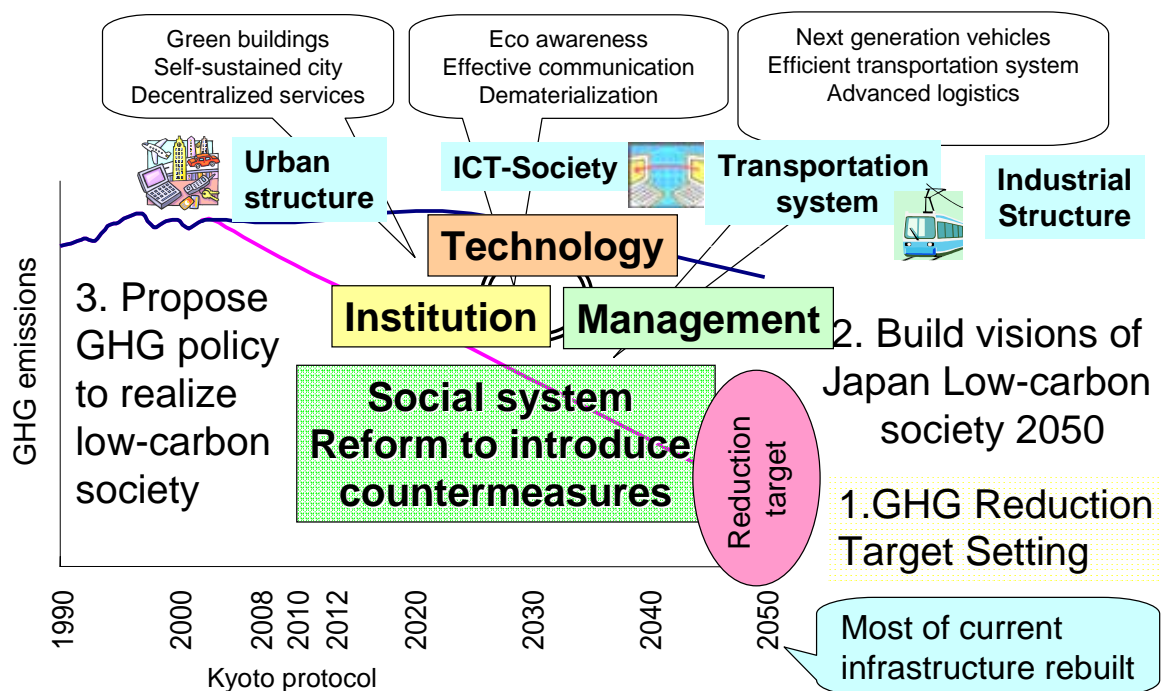 Green buildings
Self-sustained city
Decentralized services
Eco awareness
Effective communication
Dematerialization
Next generation vehicles
Efficient transportation system
Advanced logistics
Urban
structure
ICT-Society
Transportation
system
Industrial
Structure
Technology
Institution
Management
GHG emissions
3. Propose
GHG policy
to realize
low-carbon
society
Social system
Reform to introduce
countermeasures
Reduction
target
2. Build visions of
Japan Low-carbon
society 2050
1.GHG Reduction
Target Setting
1990
2000
2008
2010
2012
2020
2030
2040
2050
Kyoto protocol
Most of current
infrastructure rebuilt